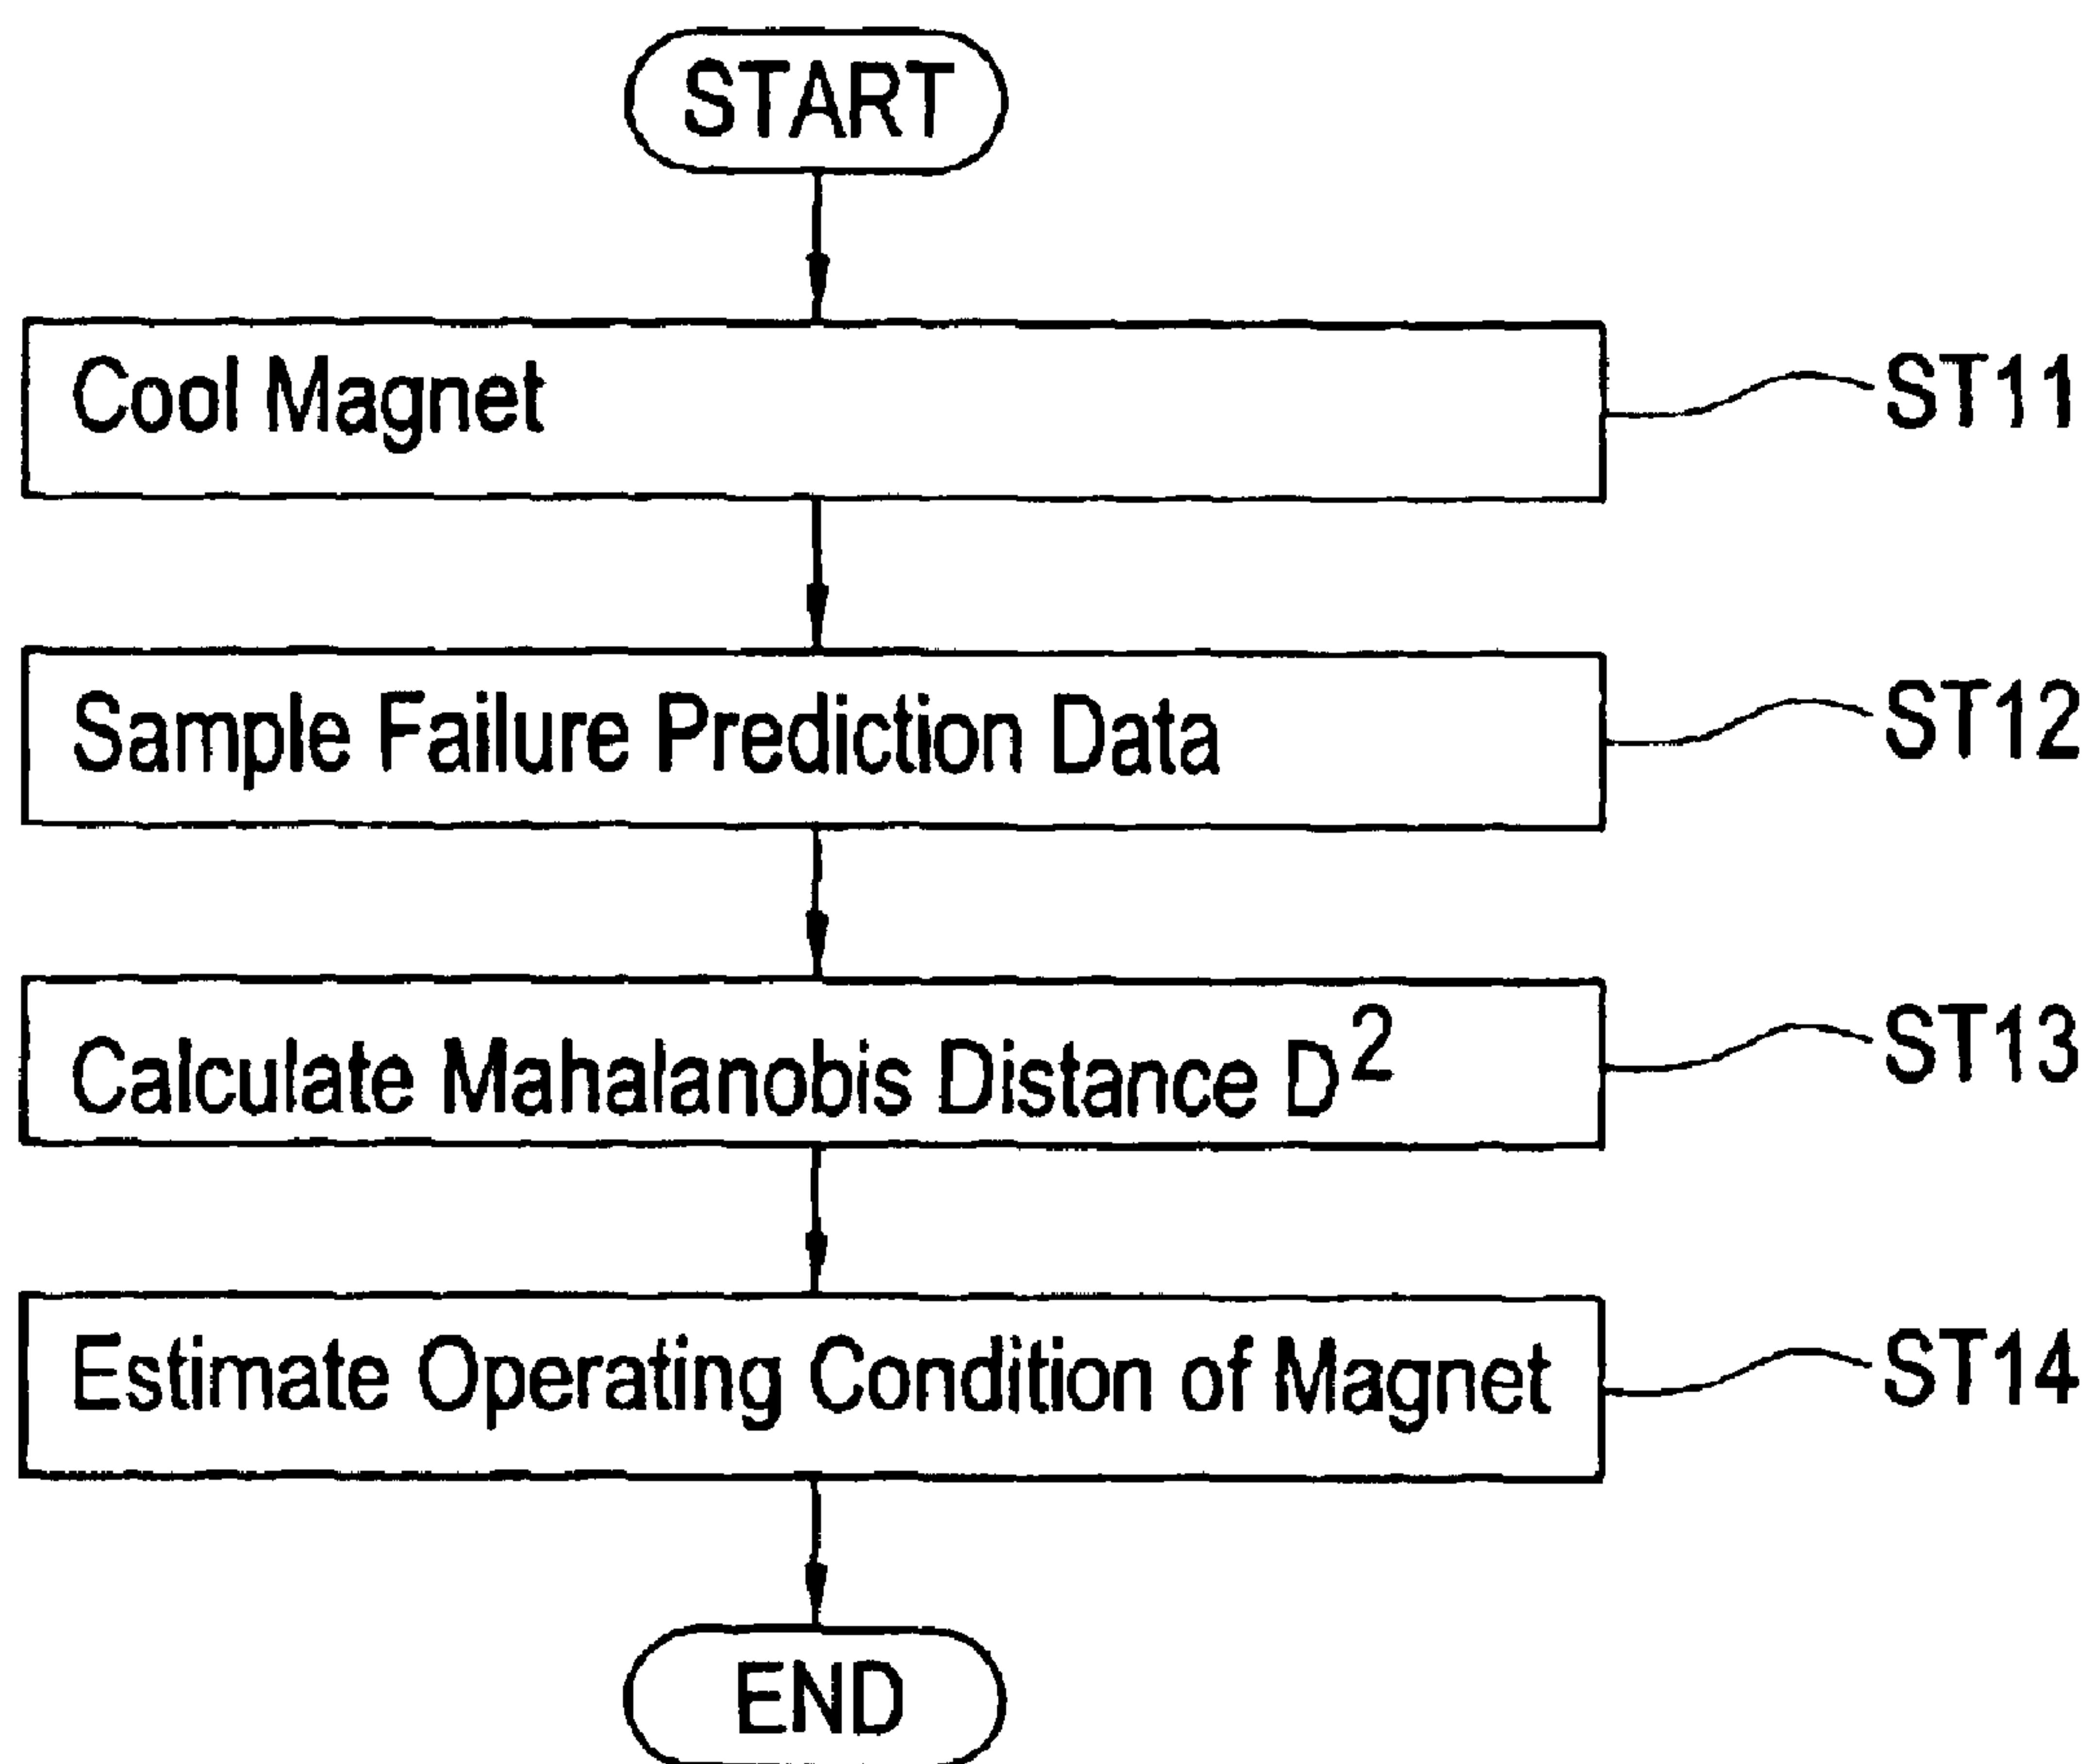 START
Cool Magnet
ST11
Sample Failure Prediction Data
ST12
Calculate Mahalanobis Distance D²
ST13
Estimate Operating Condition of Magnet
ST14
END